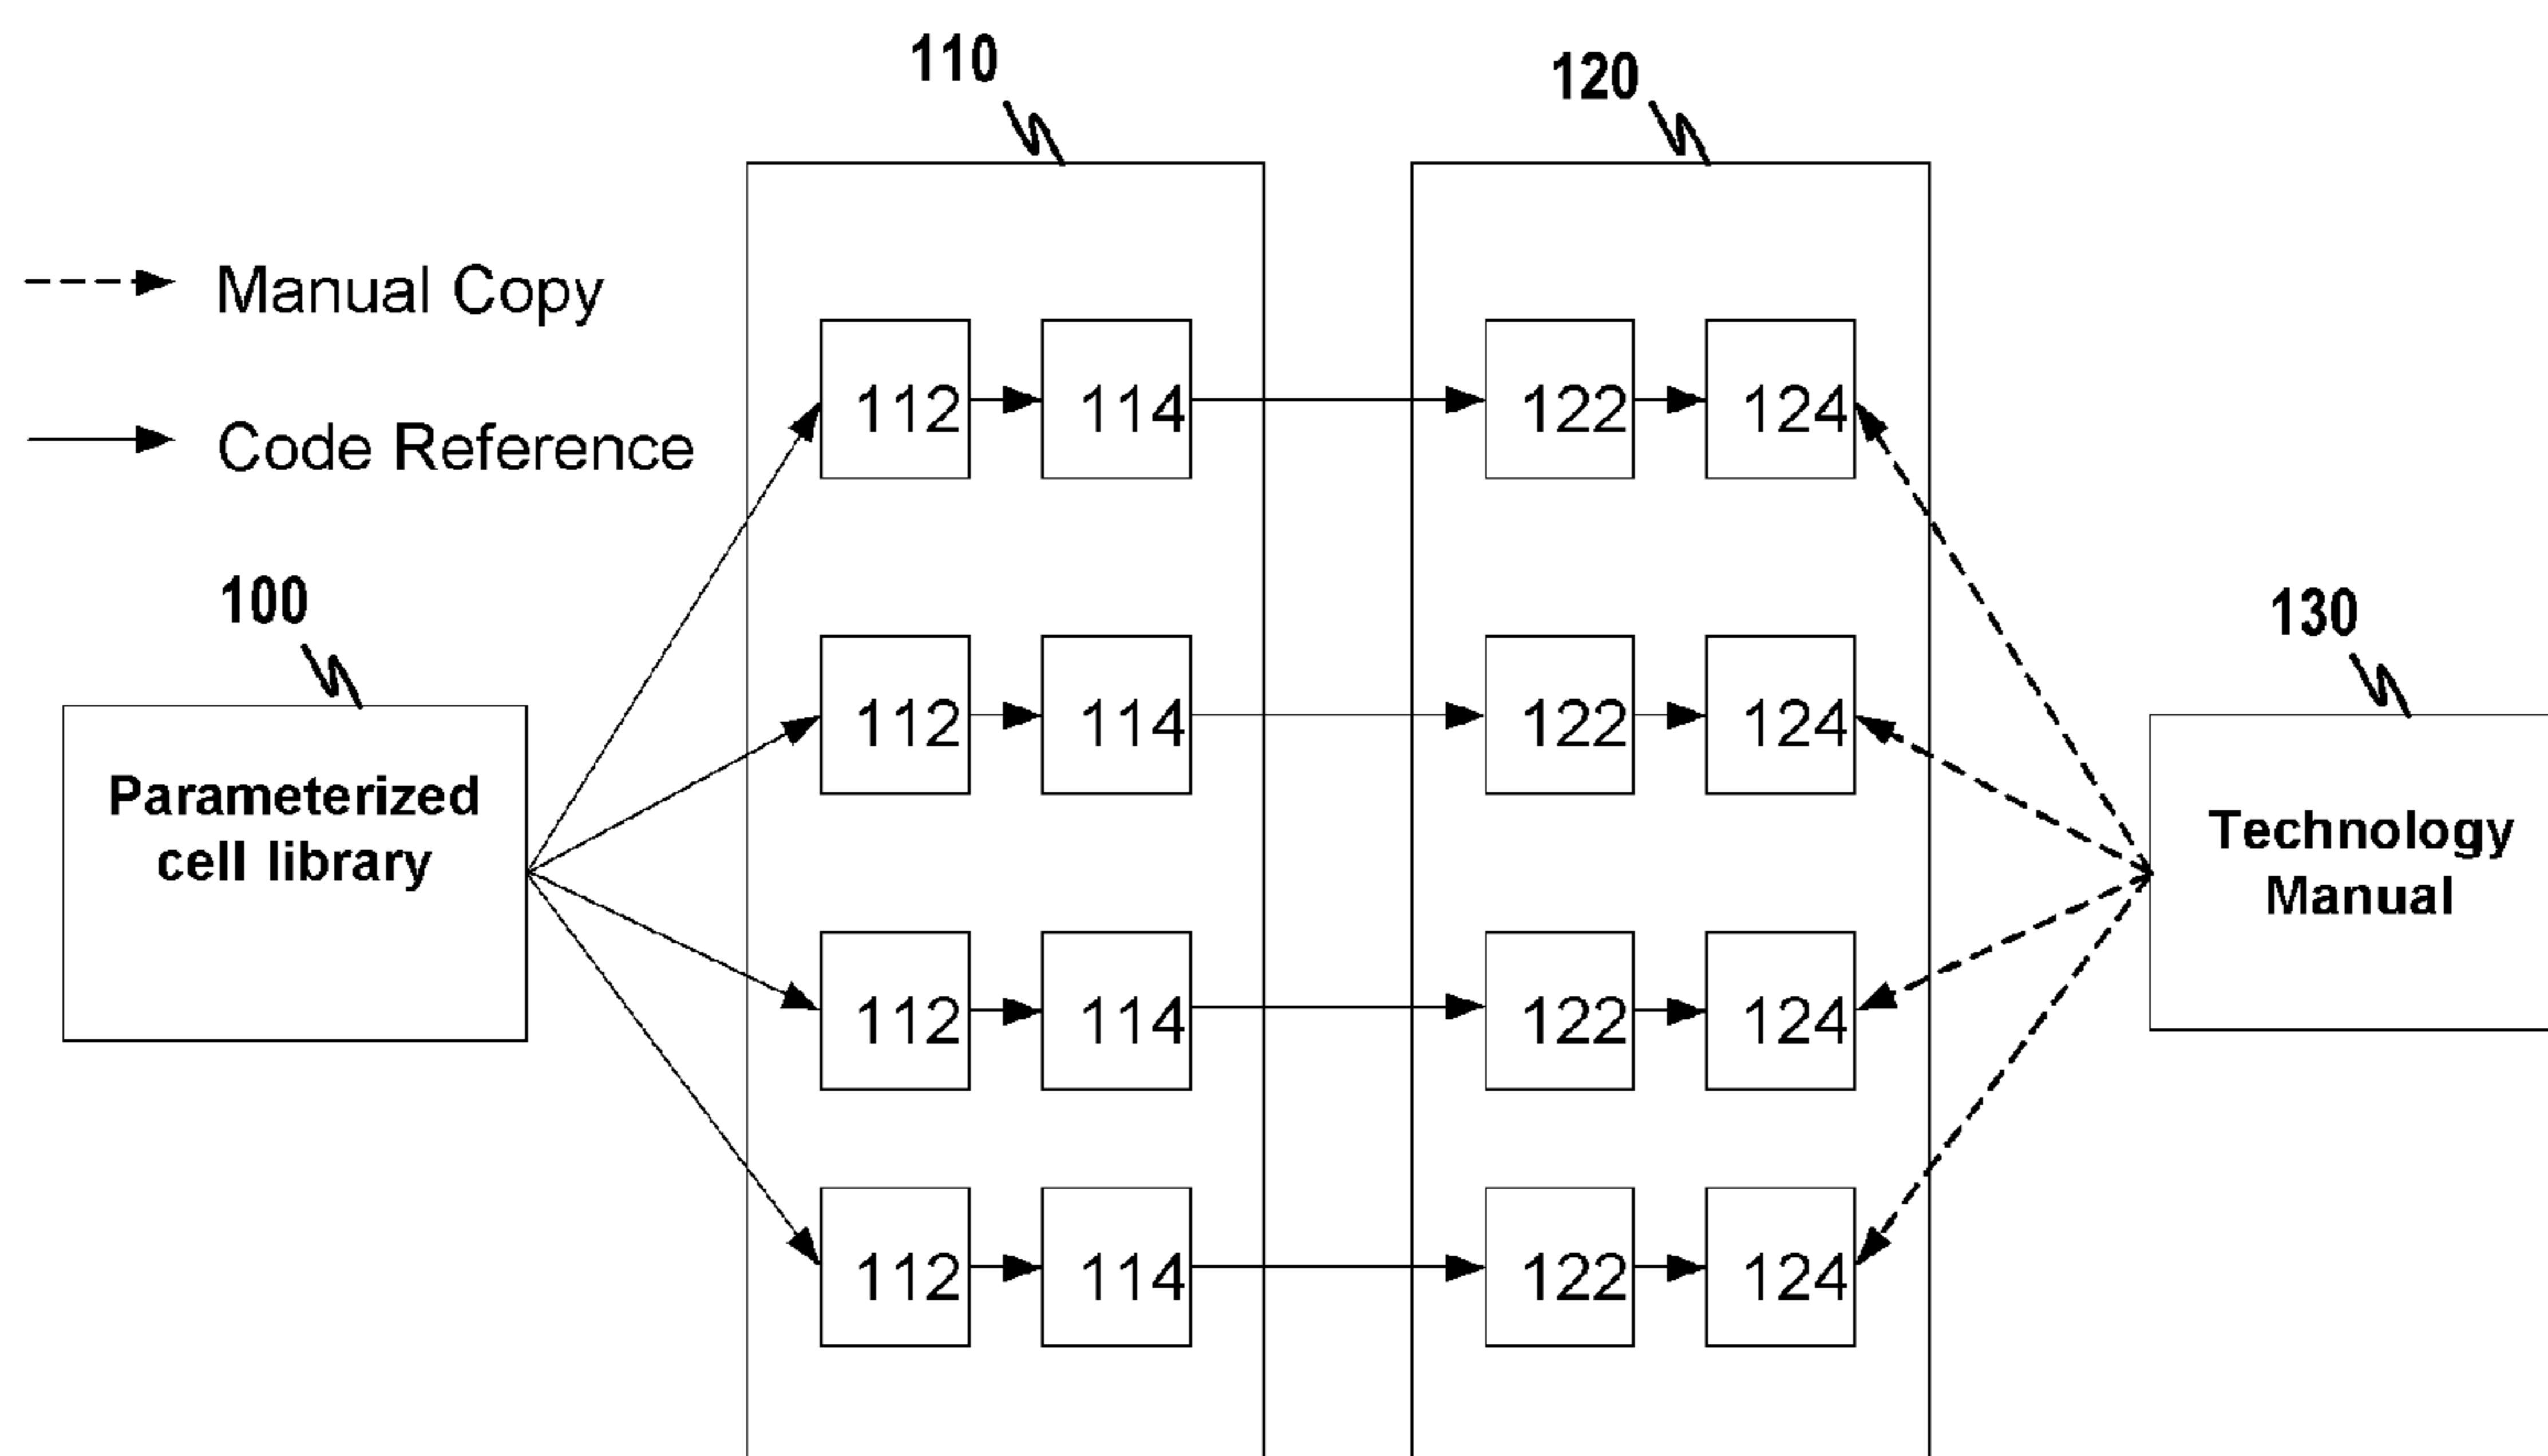 110
120
Manual Copy
Code Reference
112 114 122 124
100
130
112 114 122 124
Parameterized
cell library
Technology
Manual
112 114 122 124
112 114 122 124